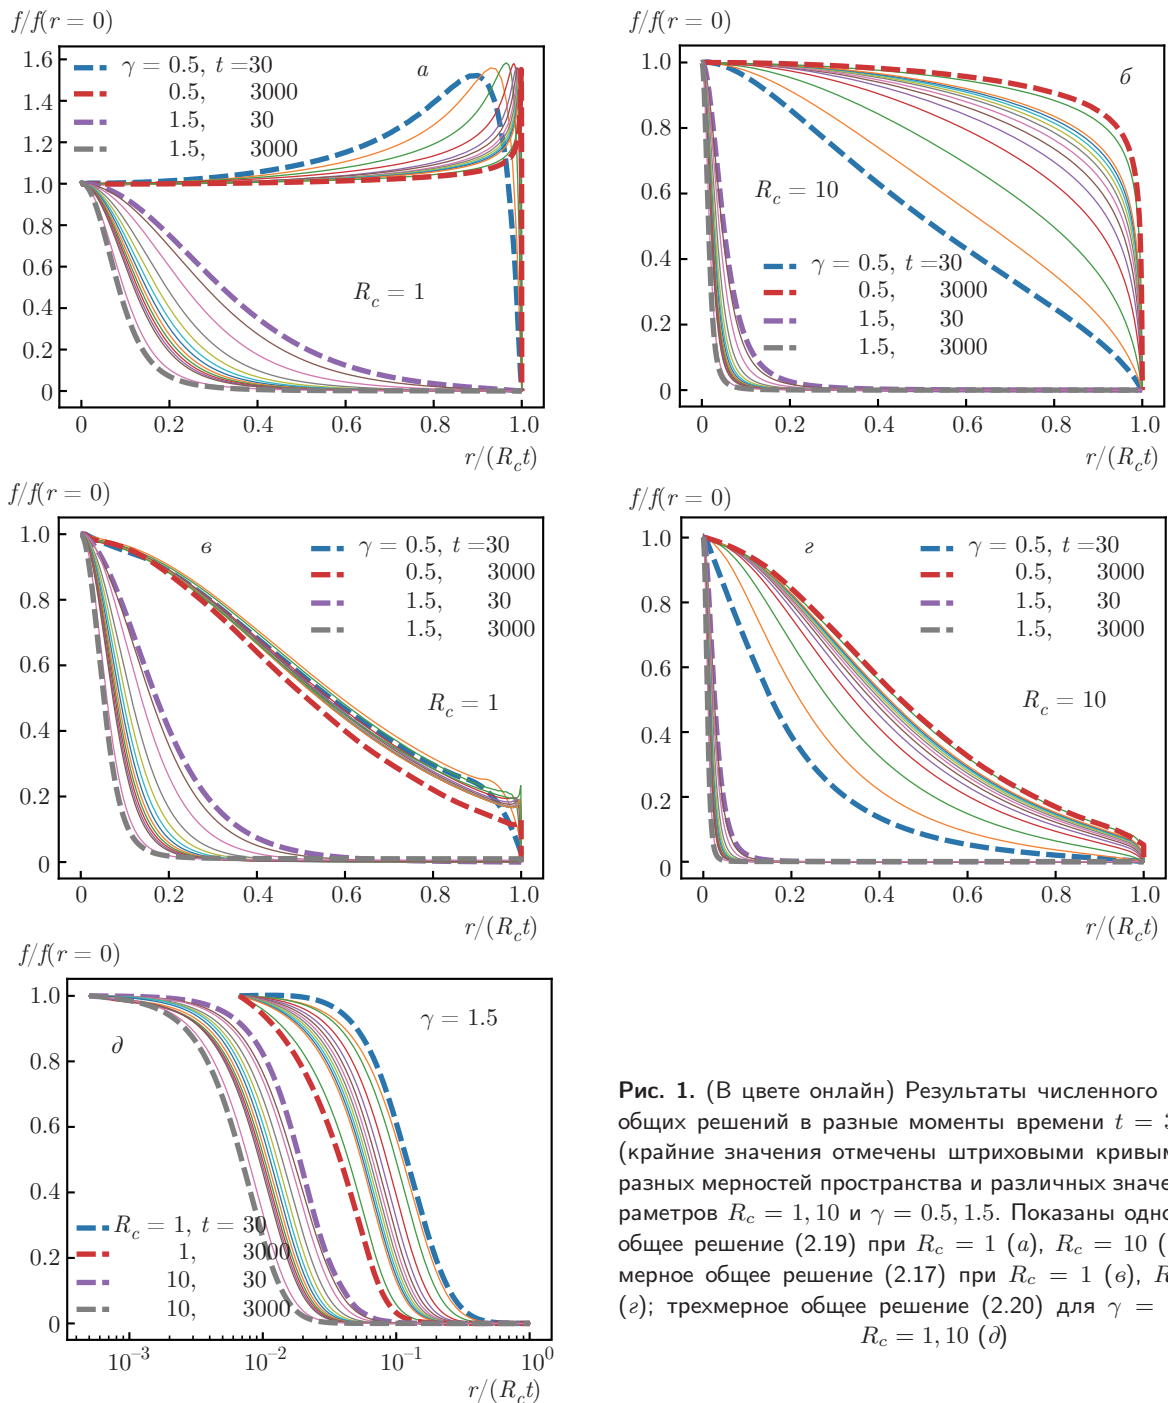 f/f(r = 0)
1.6
1.4
1.2
1.0
0.8
0.6
0.4
0.2
0
γ = 0.5, t =30
0.5, 3000
1.5, 30
1.5, 3000
а
R_c = 1
0 0.2 0.4 0.6 0.8 1.0
r/(R_c t)
f/f(r = 0)
1.0
0.8
0.6
0.4
0.2
0
б
R_c = 10
γ = 0.5, t =30
0.5, 3000
1.5, 30
1.5, 3000
0 0.2 0.4 0.6 0.8 1.0
r/(R_c t)
f/f(r = 0)
1.0
0.8
0.6
0.4
0.2
0
в
γ = 0.5, t =30
0.5, 3000
1.5, 30
1.5, 3000
R_c = 1
0 0.2 0.4 0.6 0.8 1.0
r/(R_c t)
f/f(r = 0)
1.0
0.8
0.6
0.4
0.2
0
г
γ = 0.5, t =30
0.5, 3000
1.5, 30
1.5, 3000
R_c = 10
0 0.2 0.4 0.6 0.8 1.0
r/(R_c t)
f/f(r = 0)
1.0
0.8
0.6
0.4
0.2
0
д
γ = 1.5
R_c = 1, t = 30
1, 3000
10, 30
10, 3000
10⁻³ 10⁻² 10⁻¹ 10⁰
r/(R_c t)
Рис. 1. (В цвете онлайн) Результаты численного
общих решений в разные моменты времени t =
(крайние значения отмечены штриховыми
разных мерностей пространства и различных
раметров R_c = 1, 10 и γ = 0.5, 1.5. Показаны
общее решение (2.19) при R_c = 1 (а), R_c = 10 (
мерное общее решение (2.17) при R_c = 1 (в),
(г); трехмерное общее решение (2.20) для γ =
R_c = 1, 10 (д)